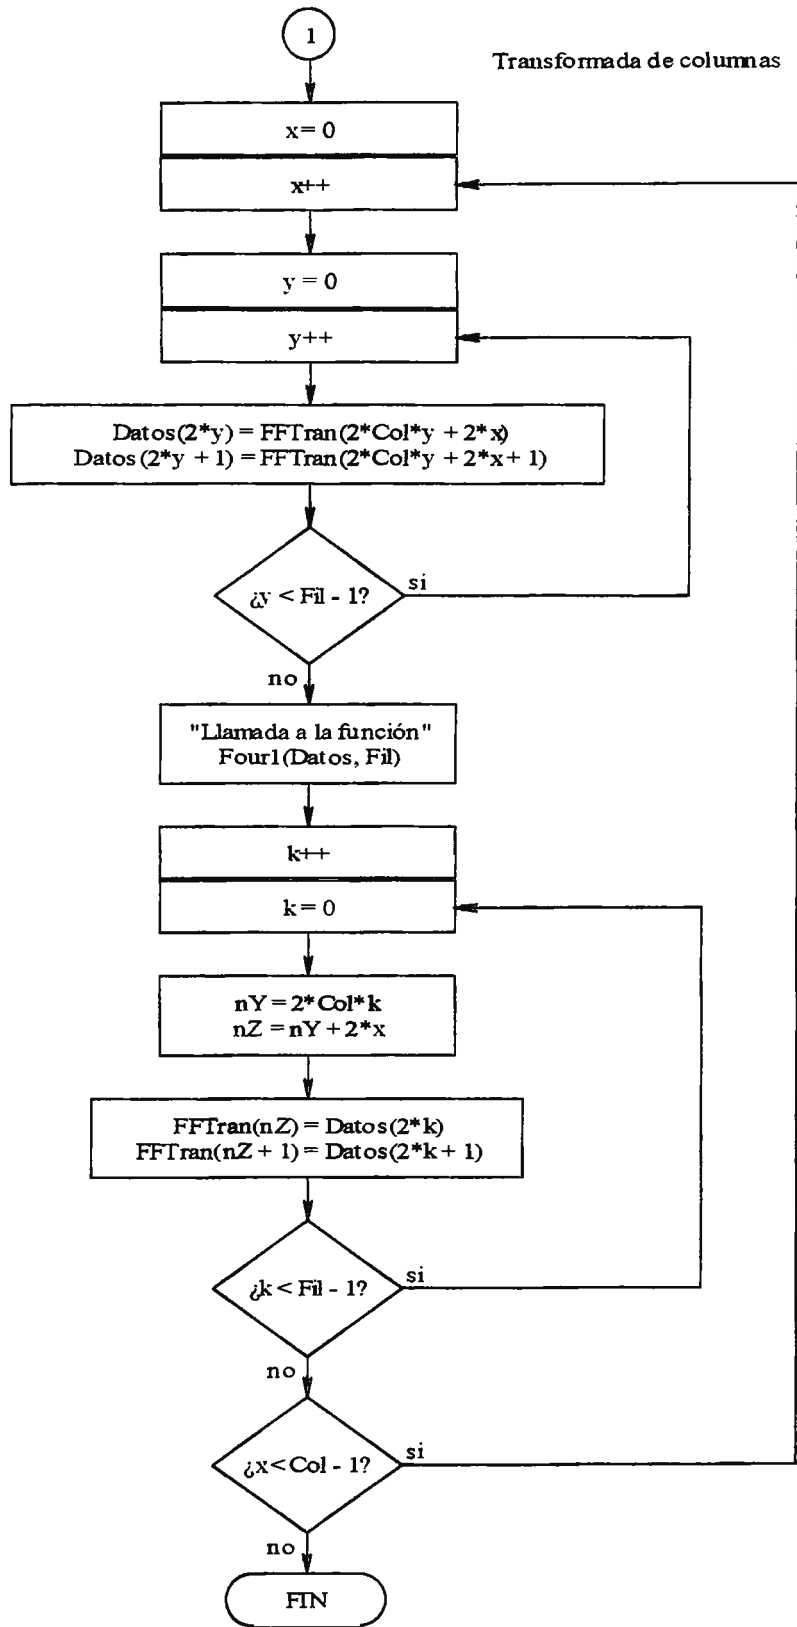 1
Transformada de columnas
x= 0
x++
y = 0
y++
Datos(2*y) = FFTran(2*Col*y + 2*x)
Datos(2*y + 1) = FFTran(2*Col*y + 2*x + 1)
¿y < Fil - 1?
si
no
"Llamada a la función"
Four1(Datos, Fil)
k++
k = 0
nY = 2*Col*k
nZ = nY + 2*x
FFTran(nZ) = Datos(2*k)
FFTran(nZ + 1) = Datos(2*k + 1)
¿k < Fil - 1?
si
no
¿x < Col - 1?
si
no
FIN